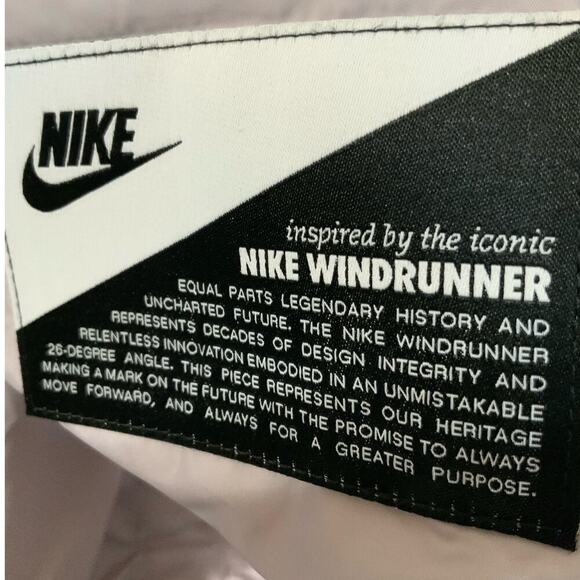 NIKE
inspired by the iconic
NIKE WINDRUNNER
EQUAL PARTS LEGENDARY HISTORY AND
UNCHARTED FUTURE. THE NIKE WINDRUNNER
REPRESENTS DECADES OF DESIGN INTEGRITY AND
RELENTLESS INNOVATION EMBODIED IN AN UNMISTAKABLE
26-DEGREE ANGLE. THIS PIECE REPRESENTS OUR HERITAGE
MAKING A MARK ON THE FUTURE WITH THE PROMISE TO ALWAYS
MOVE FORWARD, AND ALWAYS FOR A GREATER PURPOSE.